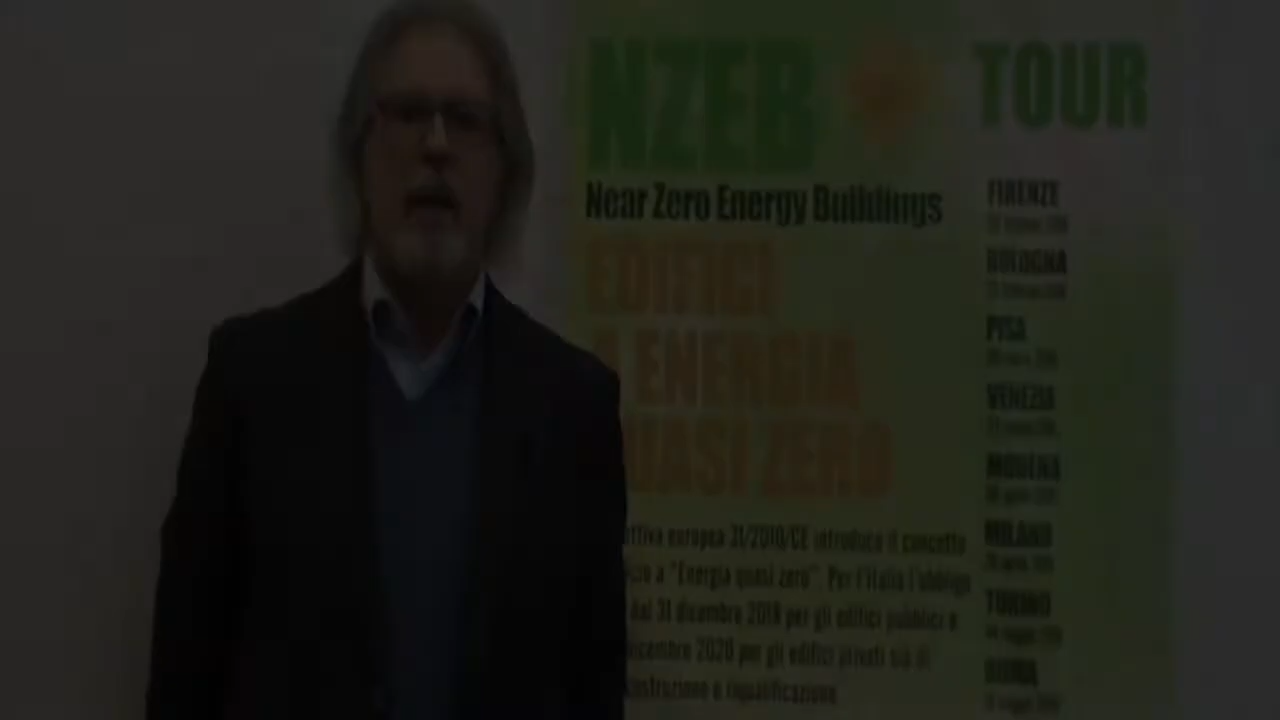 NZEB TOUR
Near Zero Energy Buildings
EDIFICI
A ENERGIA
QUASI ZERO
europea 31/2010/CE introduce il concetto
a "Energia quasi zero". Per l'Italia l'obbligo
dal 31 dicembre 2018 per gli edifici pubblici e
dicembre 2020 per gli edifici privati sia di
e riqualificazione
FIRENZE
BOLOGNA
PISA
VENEZIA
MODENA
MILANO
TORINO
ROMA